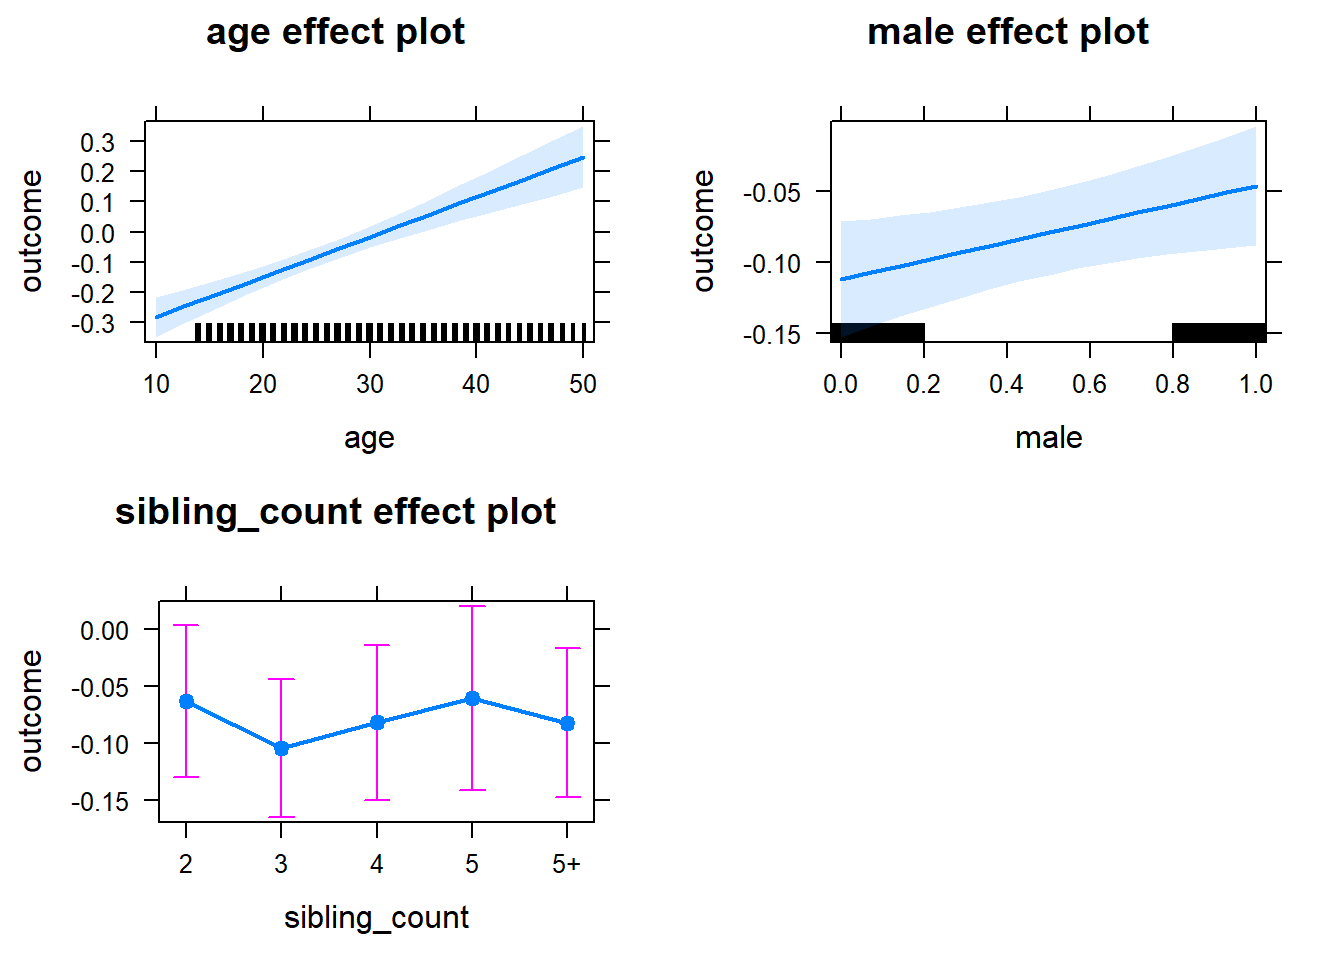 age effect plot
outcome
0.3
0.2
0.1
0.0
-0.1
-0.2
-0.3
10 20 30 40 50
age
male effect plot
outcome
-0.05
-0.10
-0.15
0.0 0.2 0.4 0.6 0.8 1.0
male
sibling_count effect plot
outcome
0.00
-0.05
-0.10
-0.15
2 3 4 5 5+
sibling_count